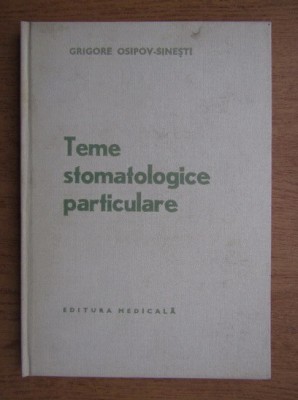 GRIGORE OSIPOV-SINEȘTI
Teme
stomatologice
particulare
EDITURA MEDICALĂ